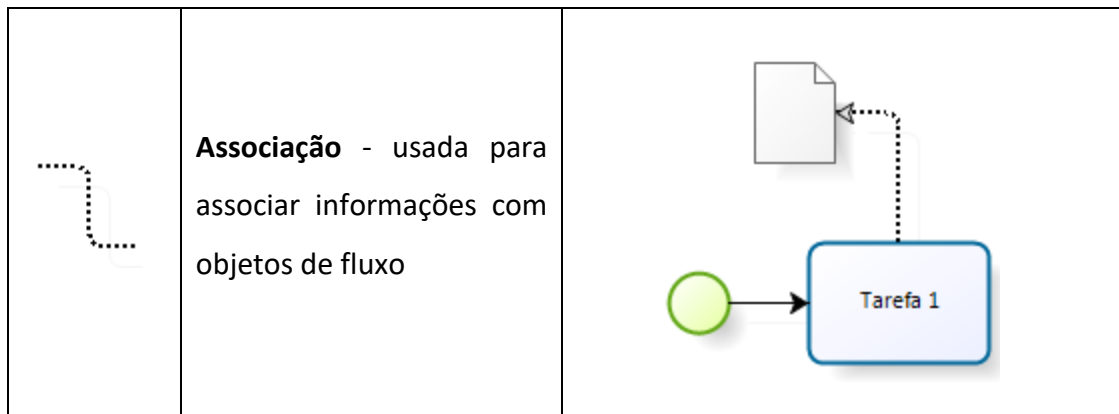 Associação - usada para
associar informações com
objetos de fluxo
Tarefa 1